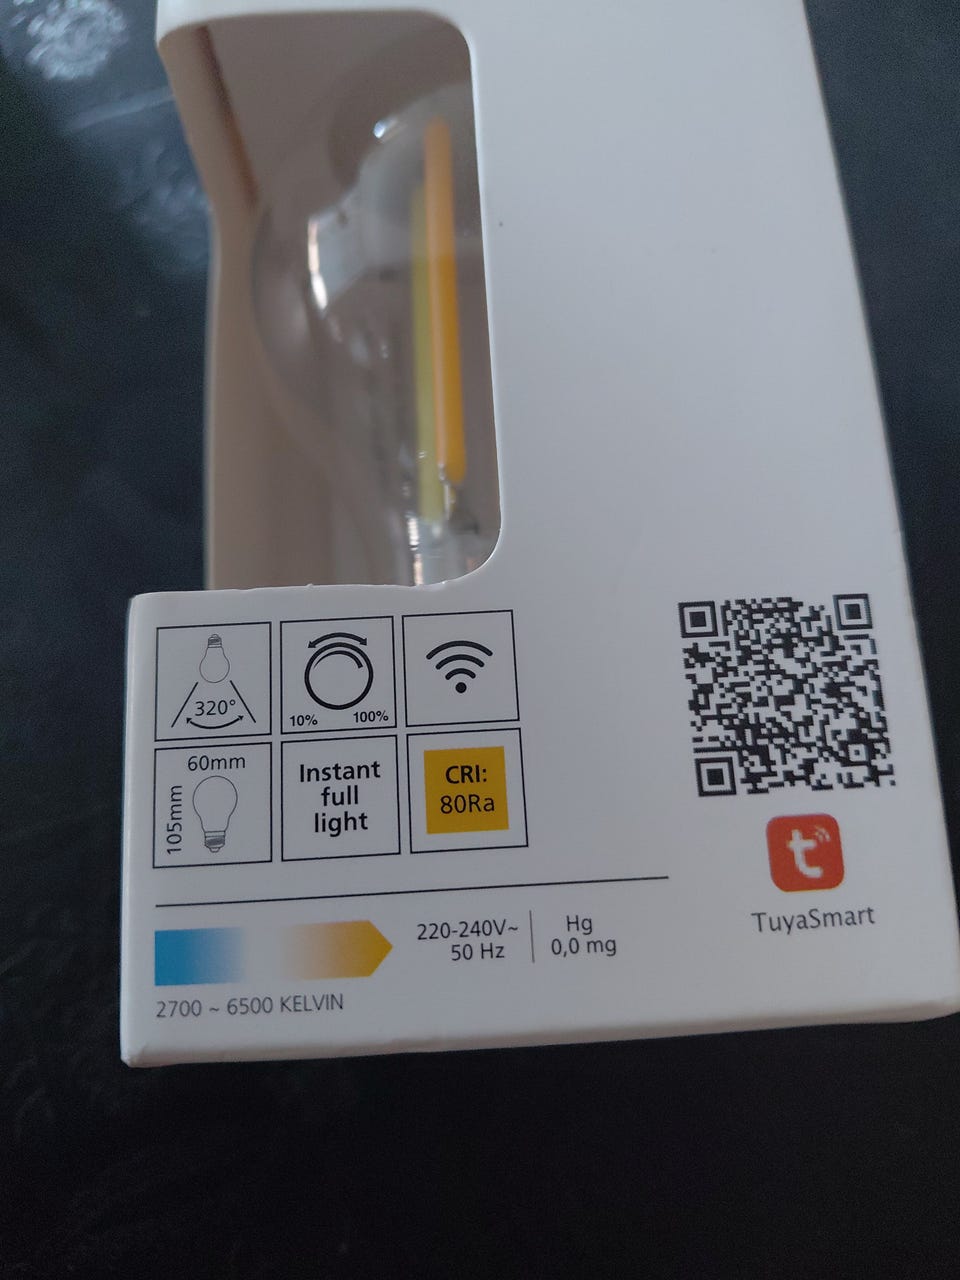 320°
10% 100%
60mm
105mm
Instant
full
light
CRI:
80Ra
TuyaSmart
220-240V~
50 Hz
Hg
0,0 mg
2700 ~ 6500 KELVIN